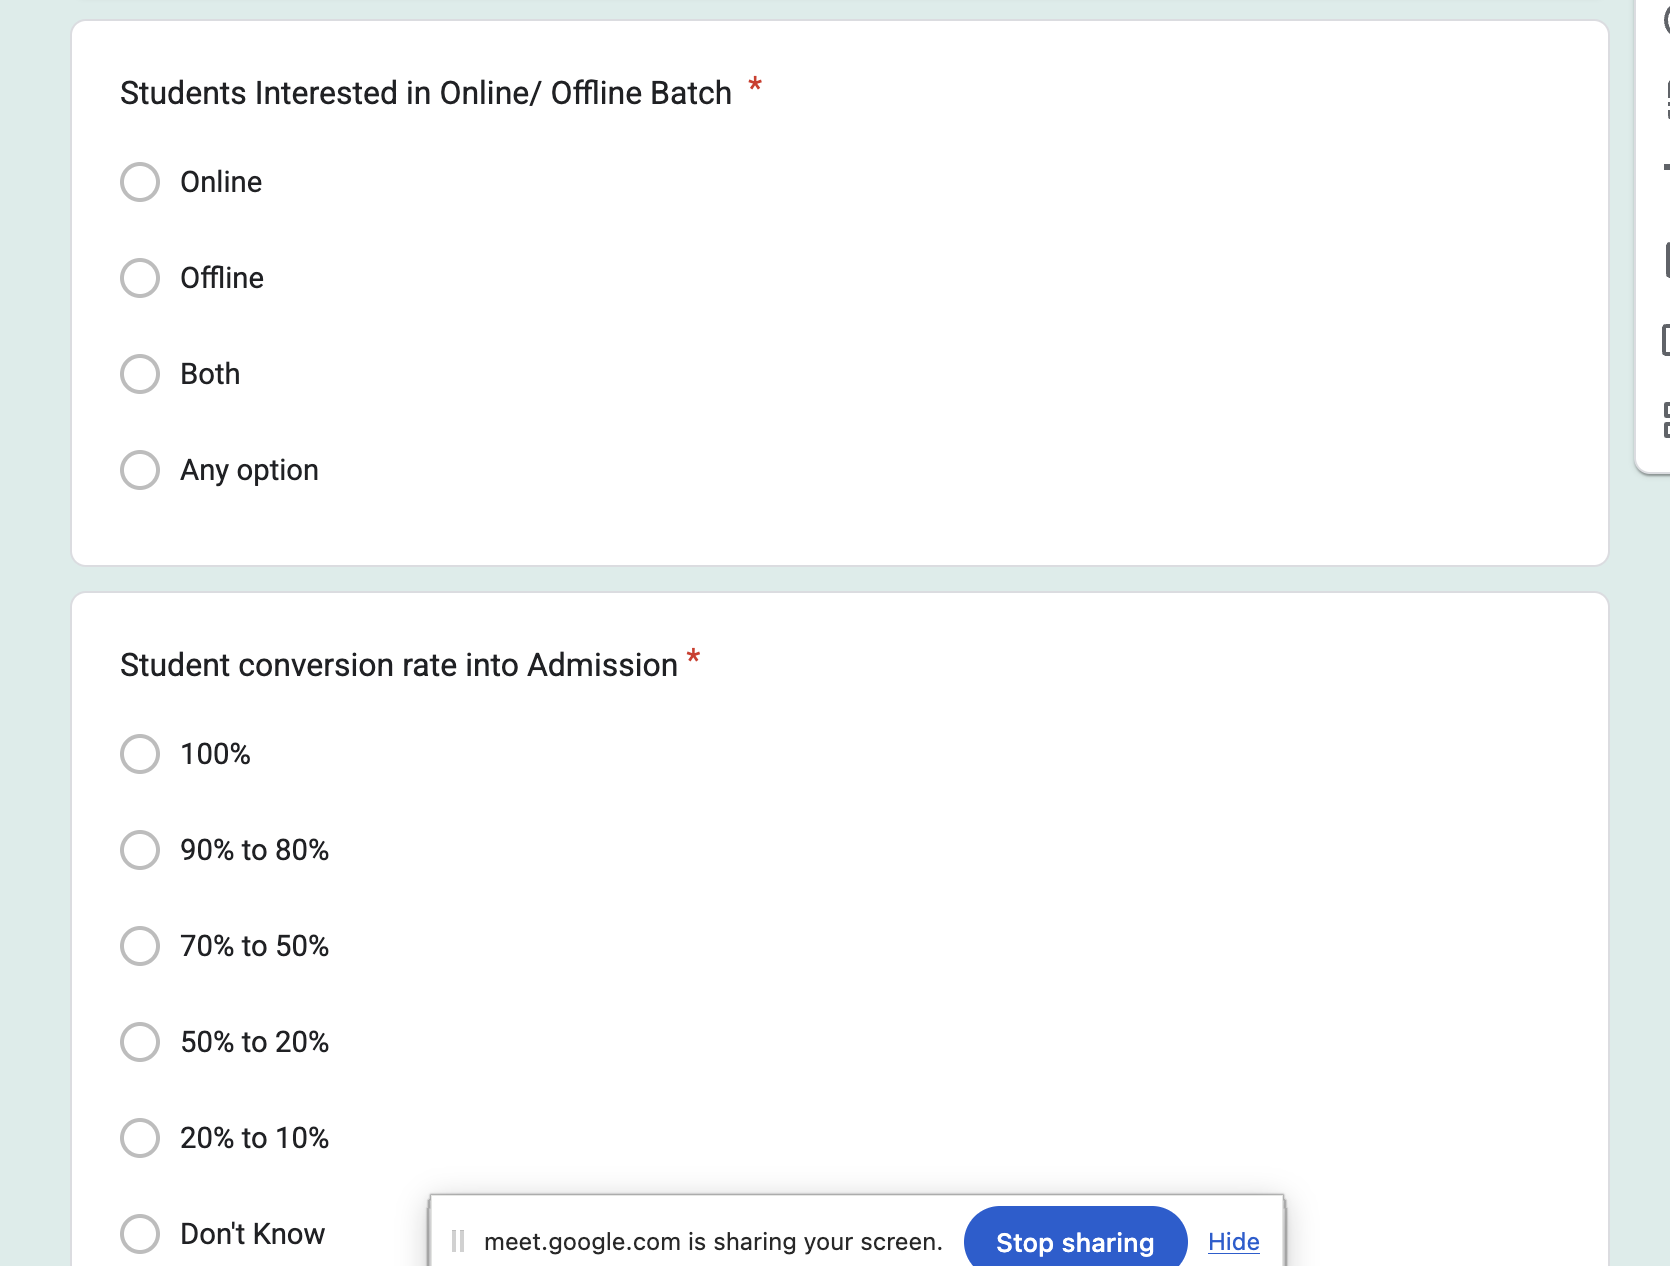 Students Interested in Online/ Offline Batch *
Online
Offline
Both
Any option
Student conversion rate into Admission *
100%
90% to 80%
70% to 50%
50% to 20%
20% to 10%
Don't Know
meet.google.com is sharing your screen. Stop sharing Hide